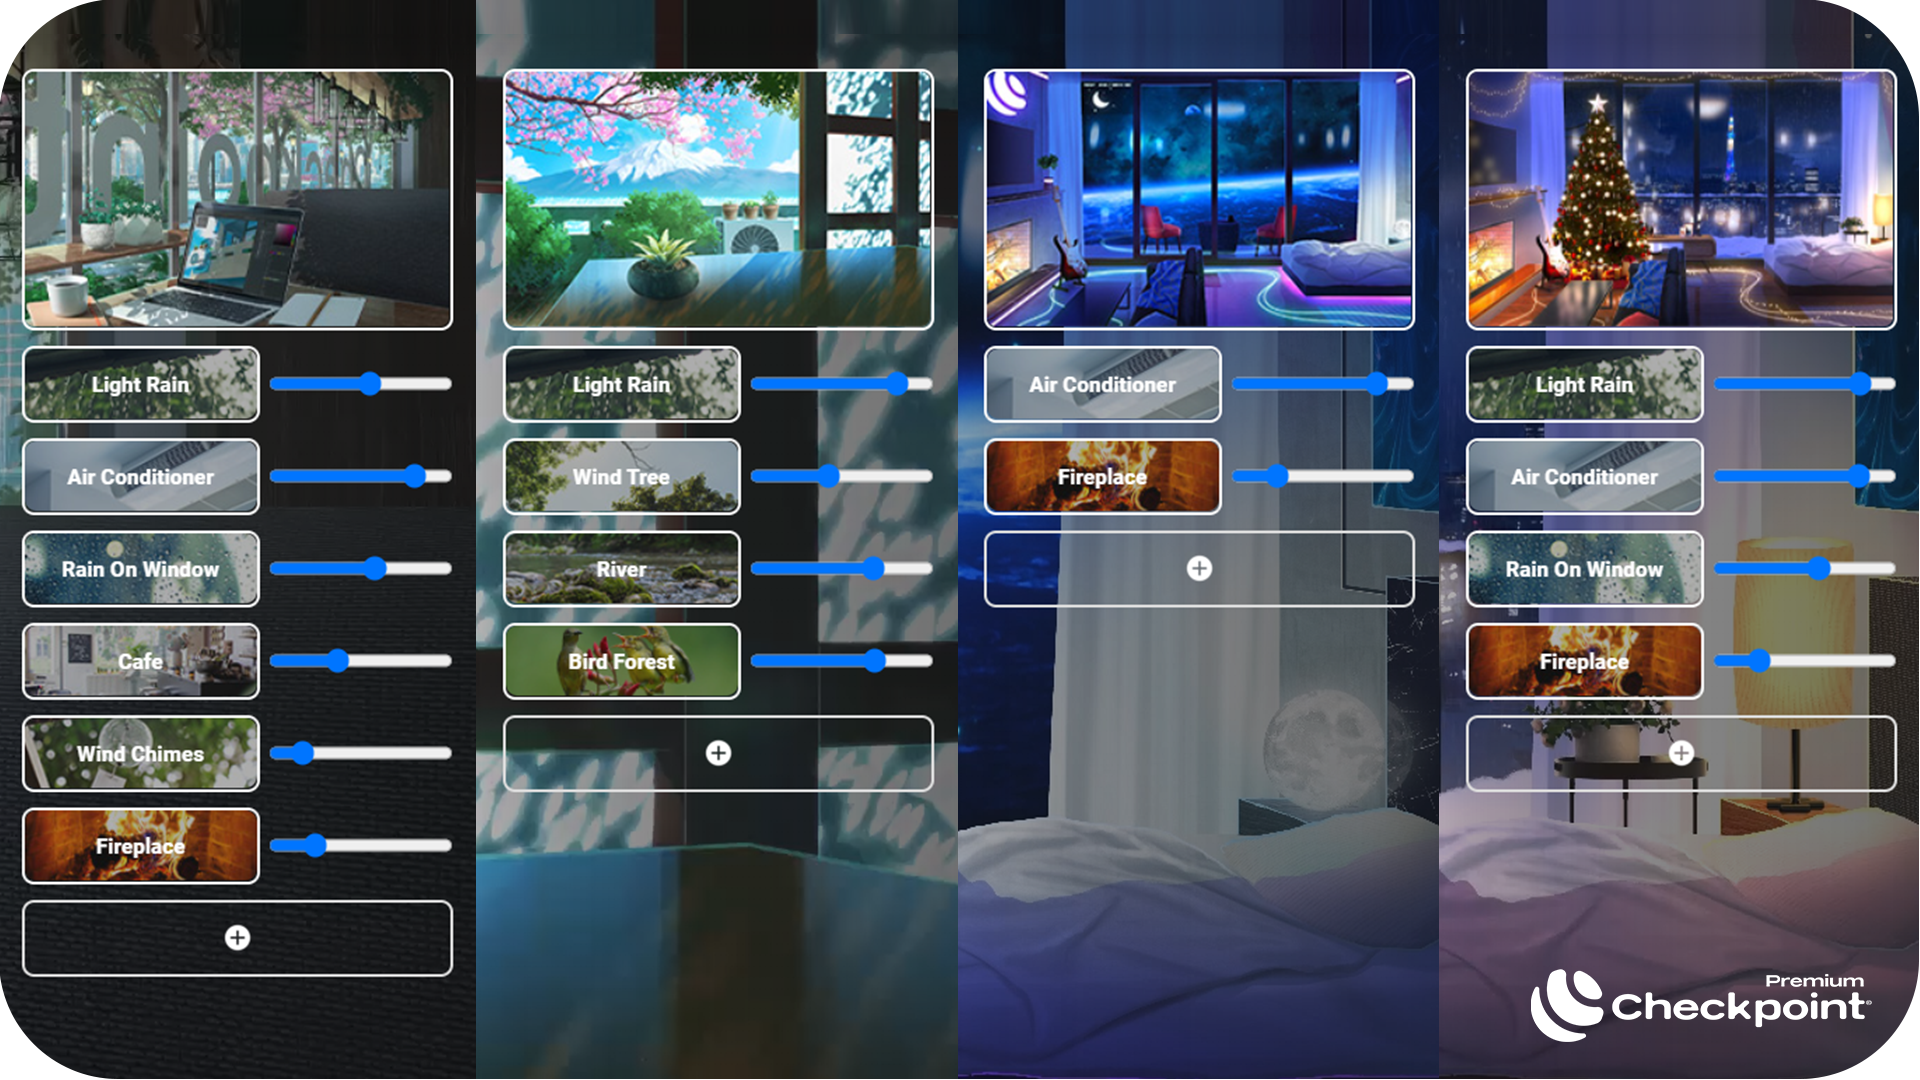 Light Rain
Air Conditioner
Rain On Window
Cafe
Wind Chimes
Fireplace
Light Rain
Wind Tree
River
Bird Forest
Air Conditioner
Fireplace
Light Rain
Air Conditioner
Rain On Window
Fireplace
Premium
Checkpoint